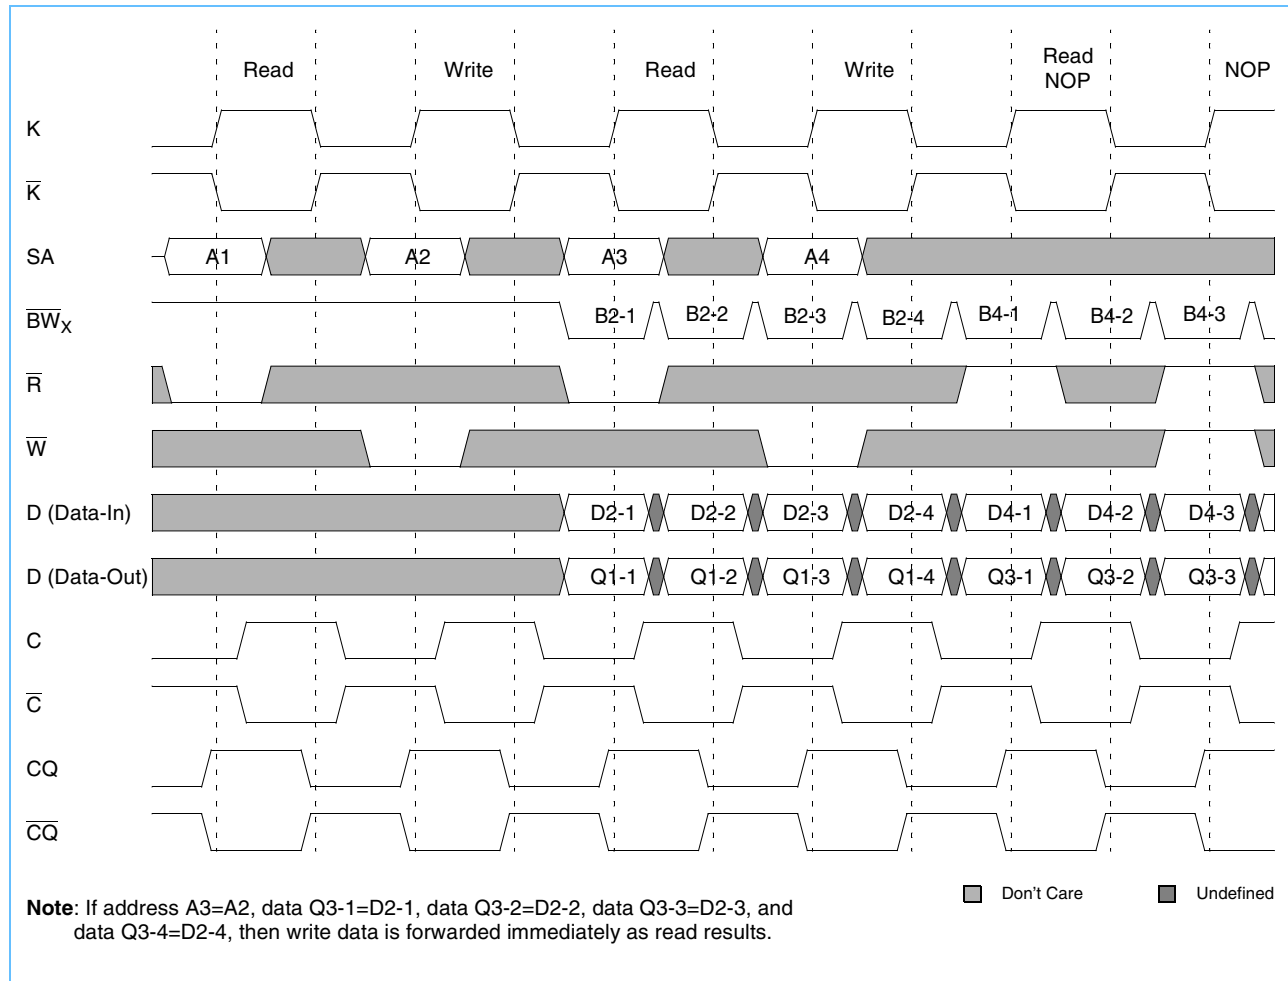 Read Write Read Write Read NOP NOP
K
K̅
SA A1 A2 A3 A4
B̅W̅X B2-1 B2-2 B2-3 B2-4 B4-1 B4-2 B4-3
R̅
W̅
D (Data-In) D2-1 D2-2 D2-3 D2-4 D4-1 D4-2 D4-3
D (Data-Out) Q1-1 Q1-2 Q1-3 Q1-4 Q3-1 Q3-2 Q3-3
C
C̅
CQ
C̅Q̅
Don't Care Undefined
Note: If address A3=A2, data Q3-1=D2-1, data Q3-2=D2-2, data Q3-3=D2-3, and
data Q3-4=D2-4, then write data is forwarded immediately as read results.